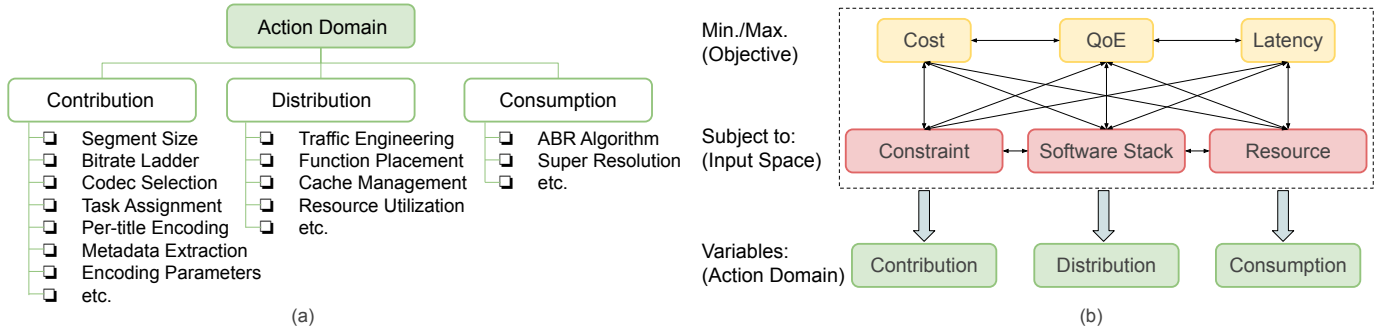 Action Domain
Contribution
Segment Size
Bitrate Ladder
Codec Selection
Task Assignment
Per-title Encoding
Metadata Extraction
Encoding Parameters
etc.
Distribution
Traffic Engineering
Function Placement
Cache Management
Resource Utilization
etc.
Consumption
ABR Algorithm
Super Resolution
etc.
(a)
Min./Max.
(Objective)
Cost
QoE
Latency
Subject to:
(Input Space)
Constraint
Software Stack
Resource
Variables:
(Action Domain)
Contribution
Distribution
Consumption
(b)